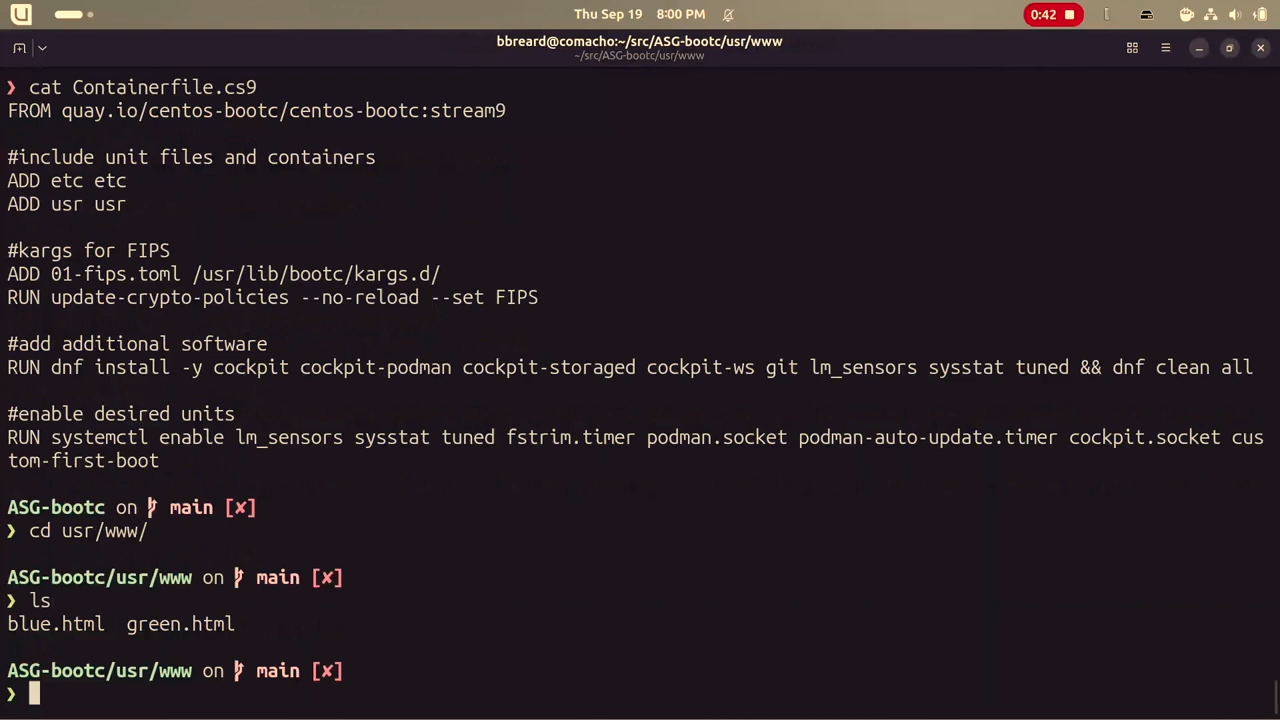 Thu Sep 19 8:00 PM
0:42
bbreard@comacho:~/src/ASG-bootc/usr/www
~/src/ASG-bootc/usr/www
❯ cat Containerfile.cs9
FROM quay.io/centos-bootc/centos-bootc:stream9
#include unit files and containers
ADD etc etc
ADD usr usr
#kargs for FIPS
ADD 01-fips.toml /usr/lib/bootc/kargs.d/
RUN update-crypto-policies --no-reload --set FIPS
#add additional software
RUN dnf install -y cockpit cockpit-podman cockpit-storaged cockpit-ws git lm_sensors sysstat tuned && dnf clean all
#enable desired units
RUN systemctl enable lm_sensors sysstat tuned fstrim.timer podman.socket podman-auto-update.timer cockpit.socket cus
tom-first-boot
ASG-bootc on main [✘]
❯ cd usr/www/
ASG-bootc/usr/www on main [✘]
❯ ls
blue.html green.html
ASG-bootc/usr/www on main [✘]
❯